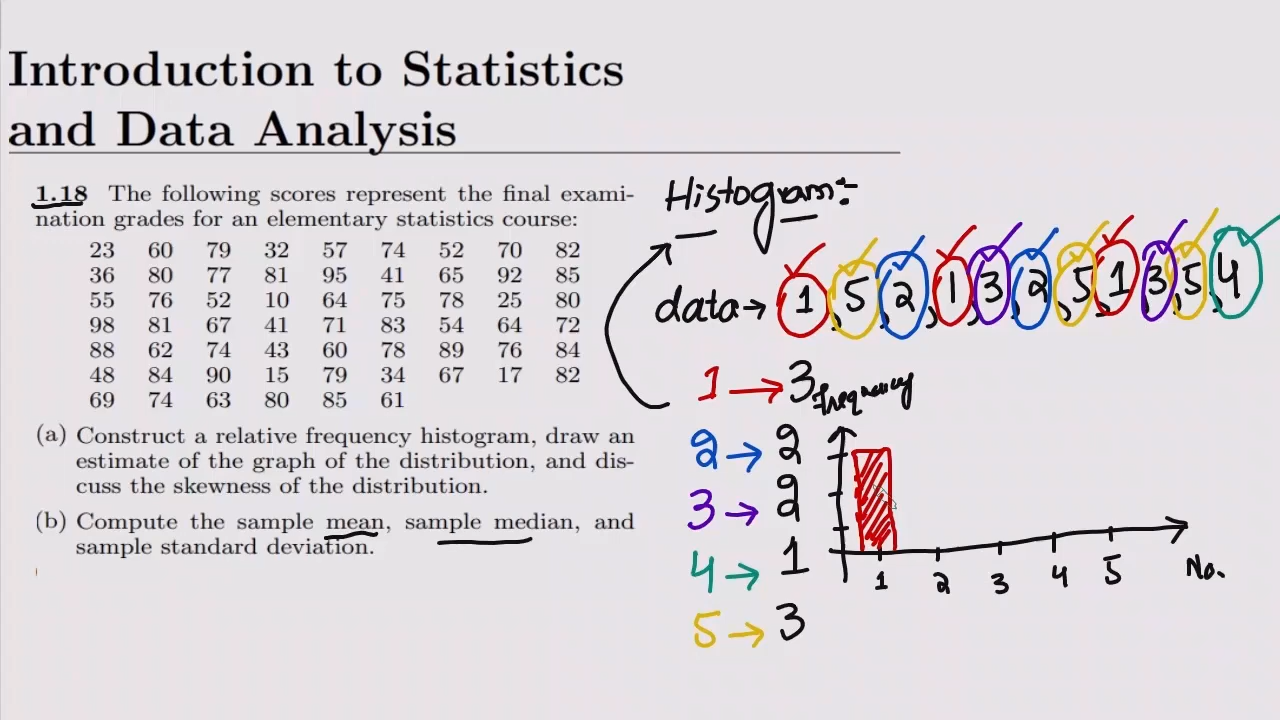 Introduction to Statistics
and Data Analysis
1.18 The following scores represent the final exami-
nation grades for an elementary statistics course:
23 60 79 32 57 74 52 70 82
36 80 77 81 95 41 65 92 85
55 76 52 10 64 75 78 25 80
98 81 67 41 71 83 54 64 72
88 62 74 43 60 78 89 76 84
48 84 90 15 79 34 67 17 82
69 74 63 80 85 61
(a) Construct a relative frequency histogram, draw an
estimate of the graph of the distribution, and dis-
cuss the skewness of the distribution.
(b) Compute the sample mean, sample median, and
sample standard deviation.
Histogram:
data→ 1,5,2,1,3,2,5,1,3,5,4
1→3
2→2
3→2
4→1
5→3
frequency
1 2 3 4 5 No.